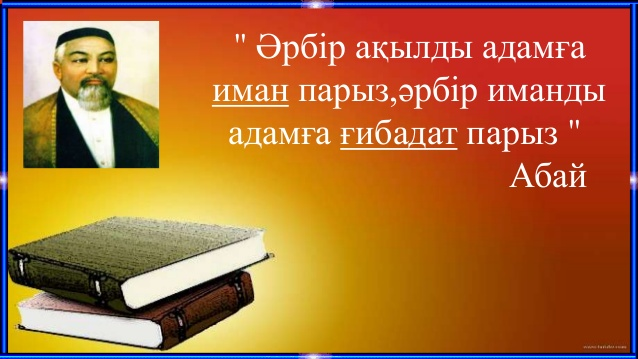 " Әрбір ақылды адамға
иман парыз,әрбір иманды
адамға ғибадат парыз "
Абай